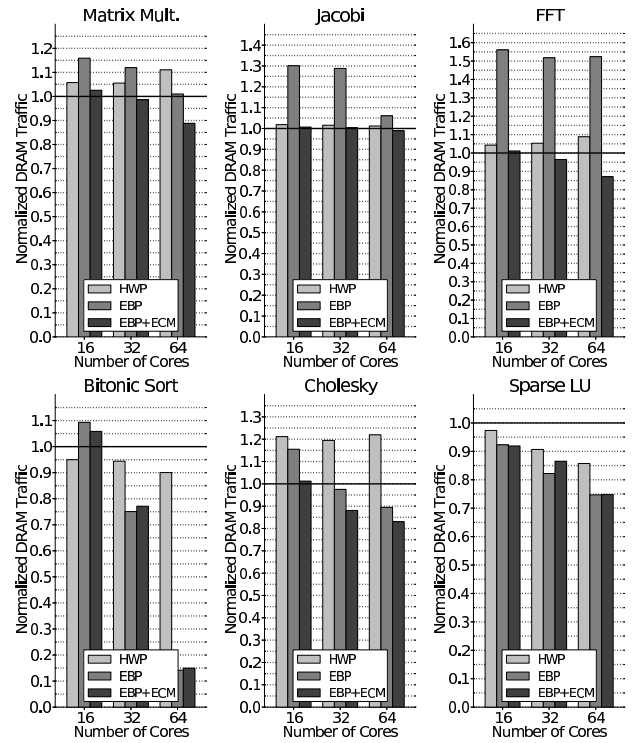 Matrix Mult.
Normalized DRAM Traffic
1.2
1.1
1.0
0.9
0.8
0.7
0.6
0.5
0.4
0.3
0.2
0.1
0.0
HWP
EBP
EBP+ECM
16 32 64
Number of Cores
Jacobi
Normalized DRAM Traffic
1.4
1.3
1.2
1.1
1.0
0.9
0.8
0.7
0.6
0.5
0.4
0.3
0.2
0.1
0.0
HWP
EBP
EBP+ECM
16 32 64
Number of Cores
FFT
Normalized DRAM Traffic
1.6
1.5
1.4
1.3
1.2
1.1
1.0
0.9
0.8
0.7
0.6
0.5
0.4
0.3
0.2
0.1
0.0
HWP
EBP
EBP+ECM
16 32 64
Number of Cores
Bitonic Sort
Normalized DRAM Traffic
1.1
1.0
0.9
0.8
0.7
0.6
0.5
0.4
0.3
0.2
0.1
0.0
HWP
EBP
EBP+ECM
16 32 64
Number of Cores
Cholesky
Normalized DRAM Traffic
1.3
1.2
1.1
1.0
0.9
0.8
0.7
0.6
0.5
0.4
0.3
0.2
0.1
0.0
HWP
EBP
EBP+ECM
16 32 64
Number of Cores
Sparse LU
Normalized DRAM Traffic
1.0
0.9
0.8
0.7
0.6
0.5
0.4
0.3
0.2
0.1
0.0
HWP
EBP
EBP+ECM
16 32 64
Number of Cores